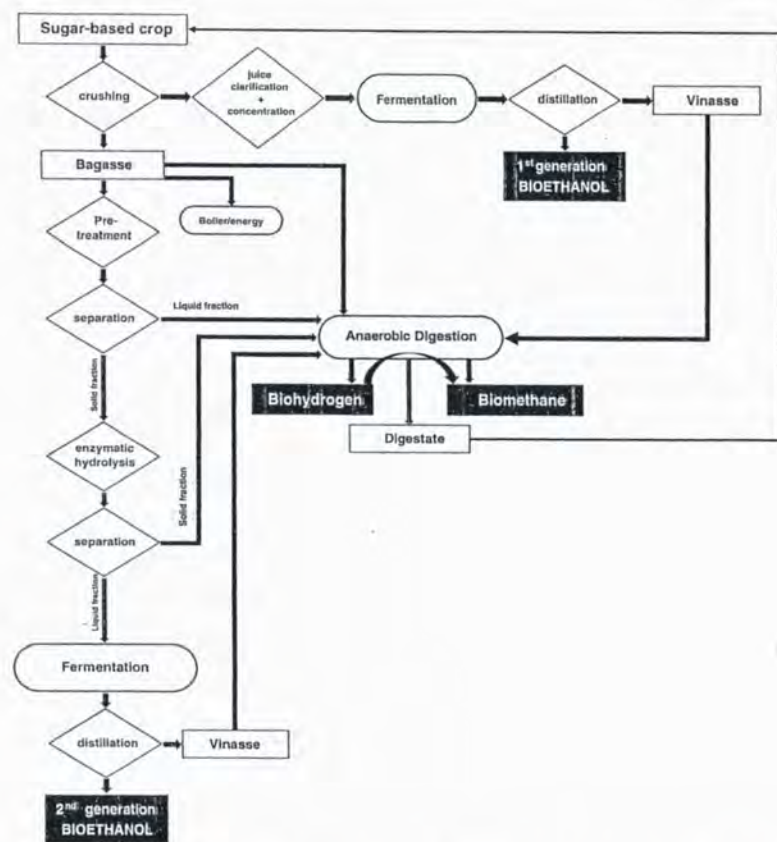 Sugar-based crop
crushing
juice
clarification
+
concentration
Fermentation
distillation
Vinasse
1st generation
BIOETHANOL
Bagasse
Boiler/energy
Pre-
treatment
separation
Liquid fraction
Anaerobic Digestion
Solid fraction
Biohydrogen
Biomethane
Digestate
enzymatic
hydrolysis
Solid fraction
separation
Liquid fraction
Fermentation
distillation
Vinasse
2nd generation
BIOETHANOL